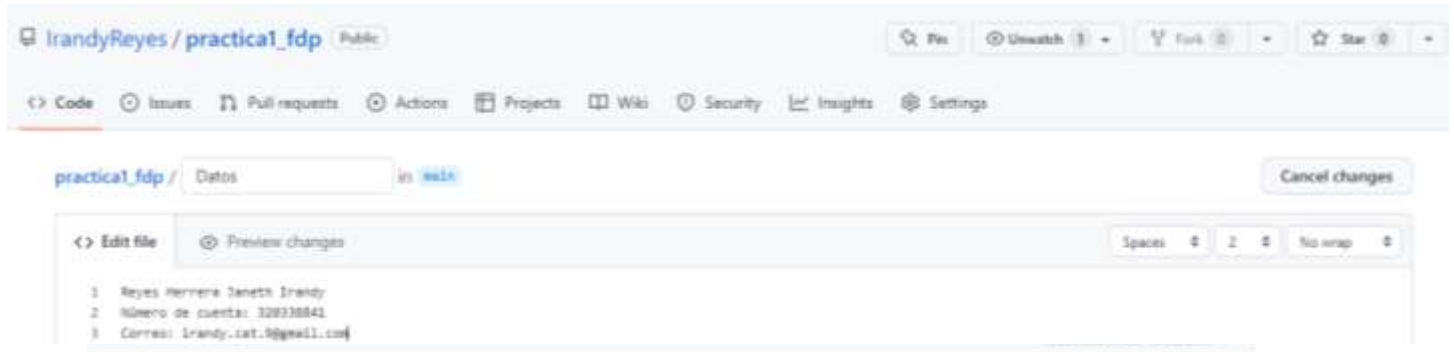 IrandyReyes / practica1_fdp Public Pin Unwatch 1 Fork 0 Star 0
Code Issues Pull requests Actions Projects Wiki Security Insights Settings
practica1_fdp / Datos in main Cancel changes
Edit file Preview changes Spaces 2 No wrap
1 Reyes Herrera Janeth Irandy
2 Número de cuenta:
3 Correo: irandy.cat.9@gmail.com